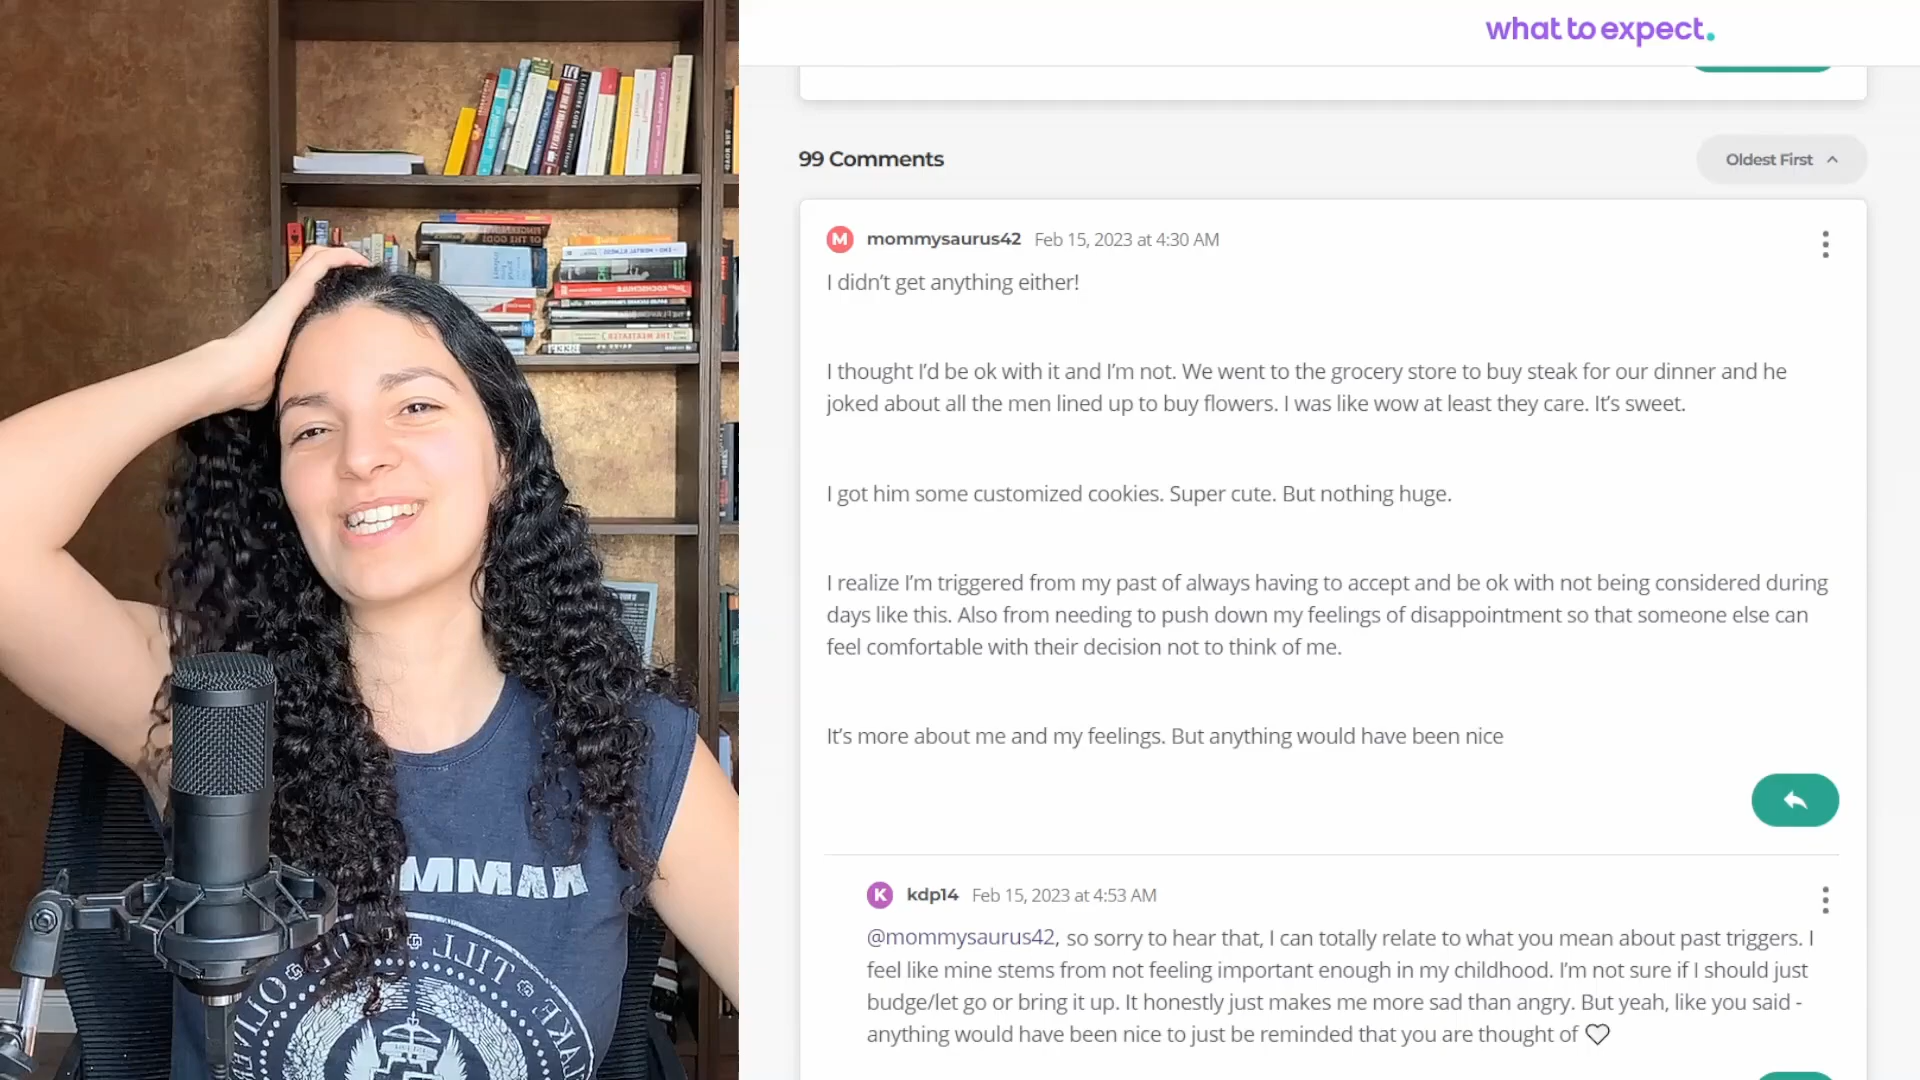 what to expect.
99 Comments
Oldest First
M mommysaurus42 Feb 15, 2023 at 4:30 AM
I didn't get anything either!
I thought I'd be ok with it and I'm not. We went to the grocery store to buy steak for our dinner and he
joked about all the men lined up to buy flowers. I was like wow at least they care. It's sweet.
I got him some customized cookies. Super cute. But nothing huge.
I realize I'm triggered from my past of always having to accept and be ok with not being considered during
days like this. Also from needing to push down my feelings of disappointment so that someone else can
feel comfortable with their decision not to think of me.
It's more about me and my feelings. But anything would have been nice
K kdp14 Feb 15, 2023 at 4:53 AM
@mommysaurus42, so sorry to hear that, I can totally relate to what you mean about past triggers. I
feel like mine stems from not feeling important enough in my childhood. I'm not sure if I should just
budge/let go or bring it up. It honestly just makes me more sad than angry. But yeah, like you said -
anything would have been nice to just be reminded that you are thought of ♡